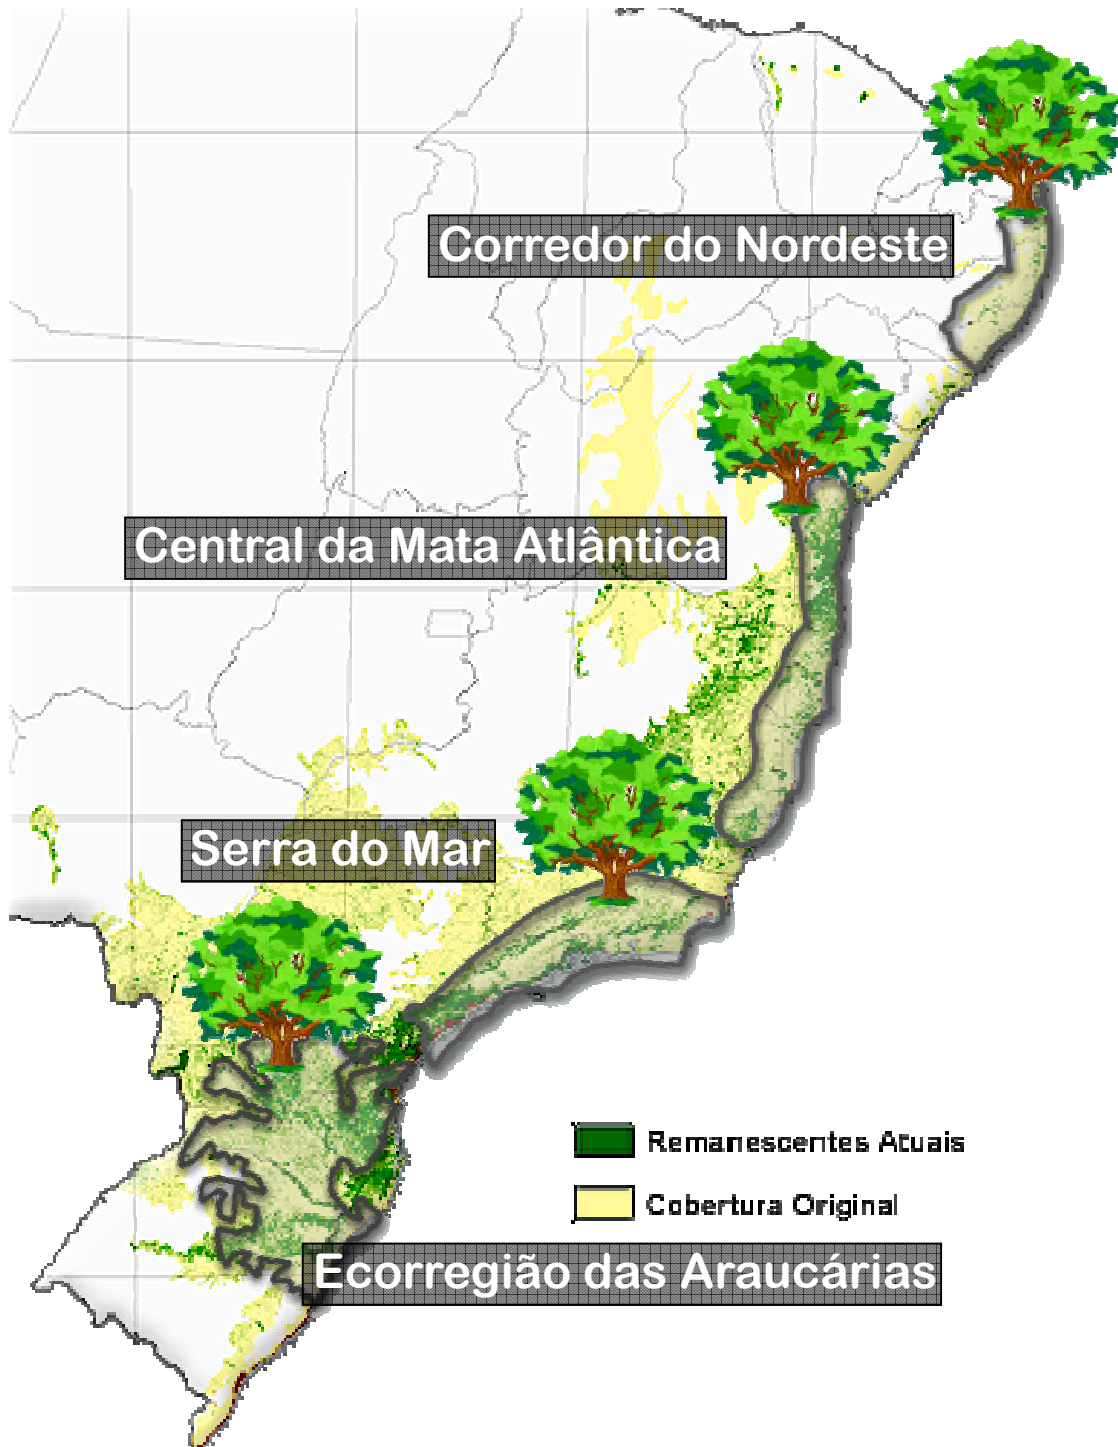 Corredor do Nordeste
Central da Mata Atlântica
Serra do Mar
Remanescentes Atuais
Cobertura Original
Ecorregião das Araucárias